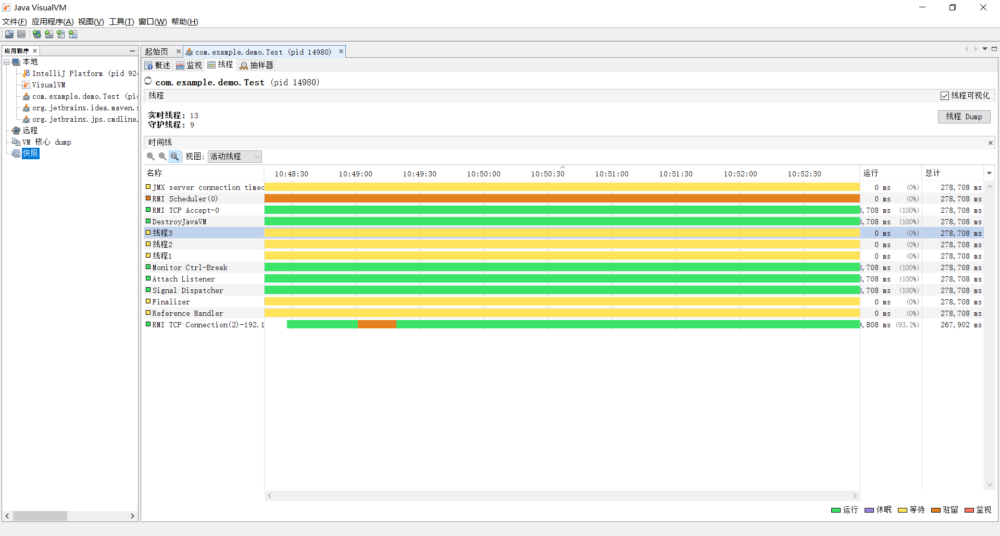 Java VisualVM
文件(F) 应用程序(A) 视图(V) 工具(T) 窗口(W) 帮助(H)
应用程序
本地
IntelliJ Platform (pid 924
VisualVM
com.example.demo.Test (pid
org.jetbrains.idea.maven.s
org.jetbrains.jps.cmdline.
远程
VM 核心 dump
快照
起始页 com.example.demo.Test (pid 14980)
概述 监视 线程 抽样器
com.example.demo.Test (pid 14980)
线程 线程可视化
实时线程: 13
守护线程: 9
线程 Dump
时间线
视图: 活动线程
名称 10:48:30 10:49:00 10:49:30 10:50:00 10:50:30 10:51:00 10:51:30 10:52:00 10:52:30 运行 总计
JMX server connection timeo 0 ms (0%) 278,708 ms
RMI Scheduler(0) 0 ms (0%) 278,708 ms
RMI TCP Accept-0 8,708 ms (100%) 278,708 ms
DestroyJavaVM 8,708 ms (100%) 278,708 ms
线程3 0 ms (0%) 278,708 ms
线程2 0 ms (0%) 278,708 ms
线程1 0 ms (0%) 278,708 ms
Monitor Ctrl-Break 8,708 ms (100%) 278,708 ms
Attach Listener 8,708 ms (100%) 278,708 ms
Signal Dispatcher 8,708 ms (100%) 278,708 ms
Finalizer 0 ms (0%) 278,708 ms
Reference Handler 0 ms (0%) 278,708 ms
RMI TCP Connection(2)-192.1 9,808 ms (93.2%) 267,902 ms
运行 休眠 等待 驻留 监视